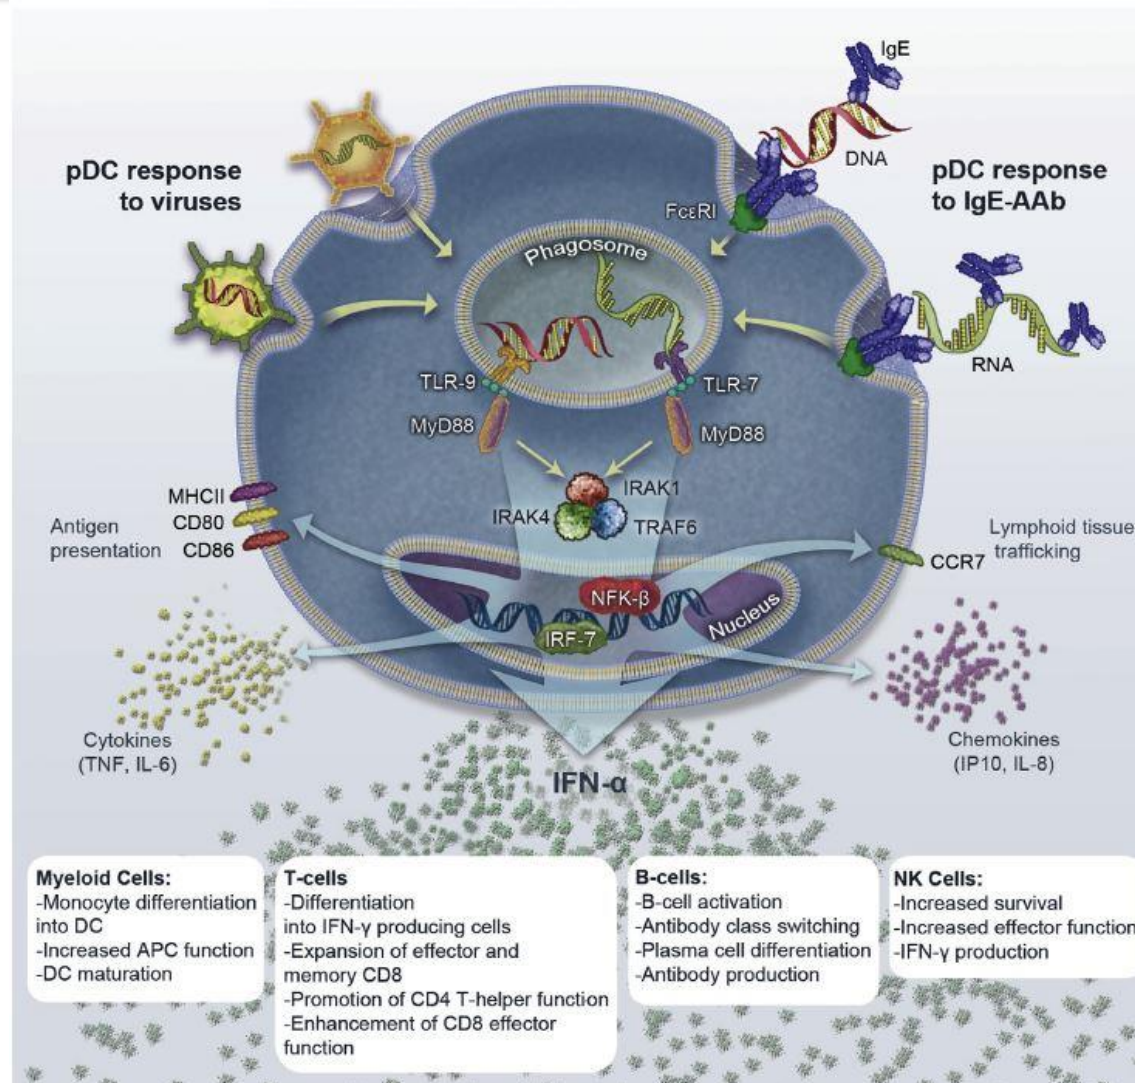 IgE
pDC response
to viruses
DNA
pDC response
to IgE-AAb
FcεRI
Phagosome
RNA
TLR-9
TLR-7
MyD88
MyD88
IRAK1
IRAK4
TRAF6
MHCII
CD80
CD86
Antigen
presentation
Lymphoid tissue
trafficking
CCR7
NFK-β
IRF-7
Nucleus
Cytokines
(TNF, IL-6)
Chemokines
(IP10, IL-8)
IFN-α
Myeloid Cells:
-Monocyte differentiation
into DC
-Increased APC function
-DC maturation
T-cells
-Differentiation
into IFN-γ producing cells
-Expansion of effector and
memory CD8
-Promotion of CD4 T-helper function
-Enhancement of CD8 effector
function
B-cells:
-B-cell activation
-Antibody class switching
-Plasma cell differentiation
-Antibody production
NK Cells:
-Increased survival
-Increased effector function
-IFN-γ production